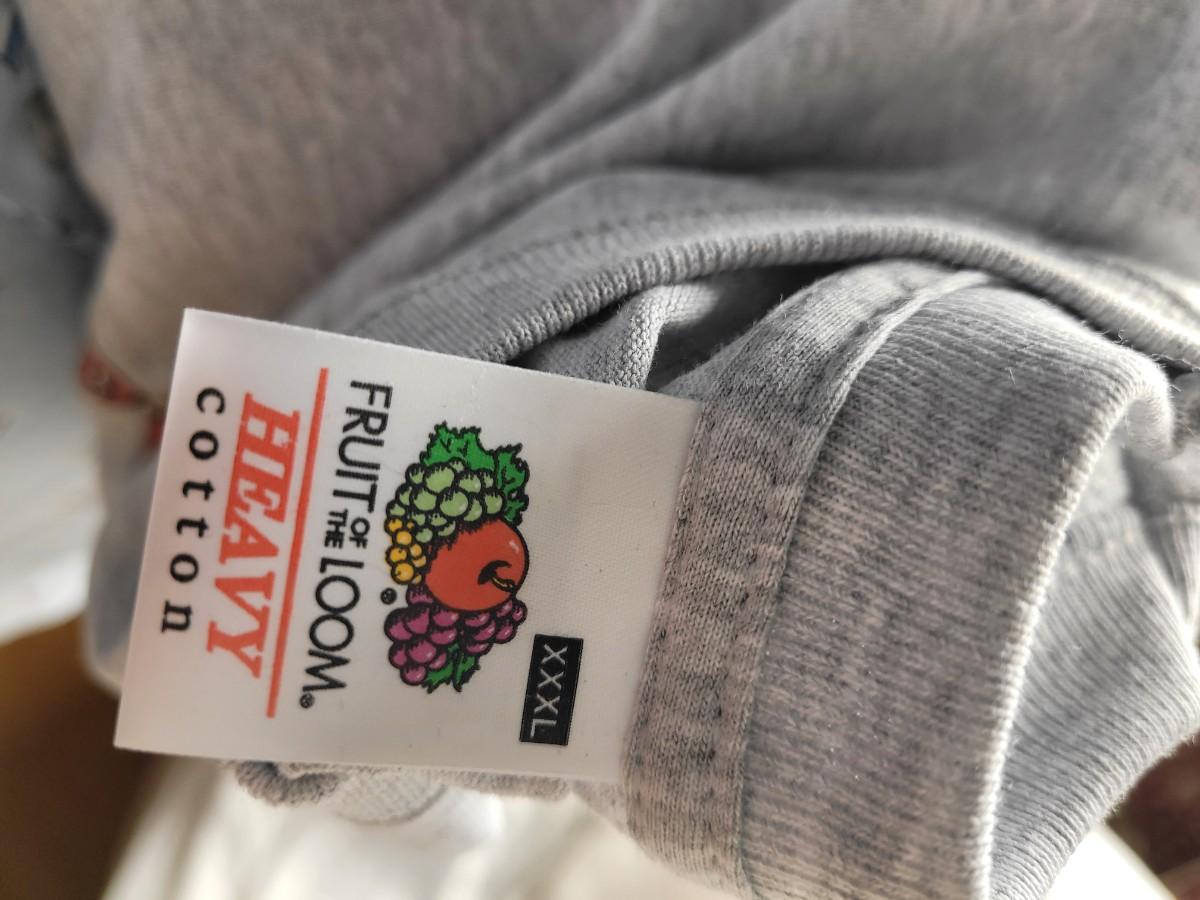 XXXL
®
FRUIT OF THE LOOM®
HEAVY
cotton